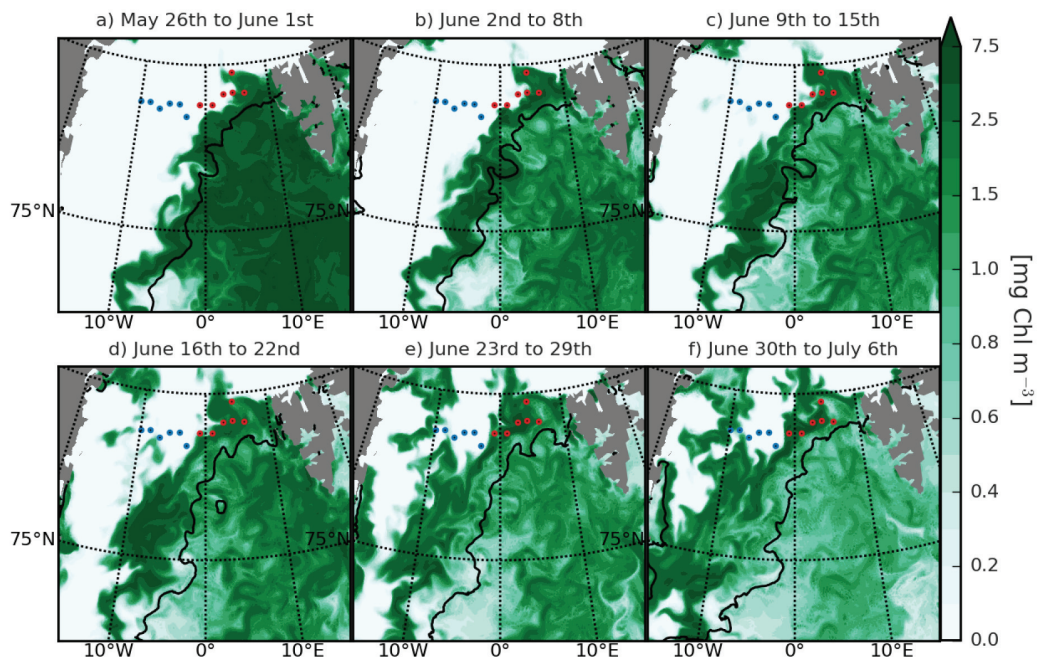 a) May 26th to June 1st
b) June 2nd to 8th
c) June 9th to 15th
75°N
10°W 0° 10°E
75°N
10°W 0° 10°E
75°N
10°W 0° 10°E
d) June 16th to 22nd
e) June 23rd to 29th
f) June 30th to July 6th
75°N
10°W 0° 10°E
75°N
10°W 0° 10°E
75°N
10°W 0° 10°E
7.5
2.5
1.5
1.0
0.8
0.6
0.4
0.2
0.0
[mg Chl m⁻³]